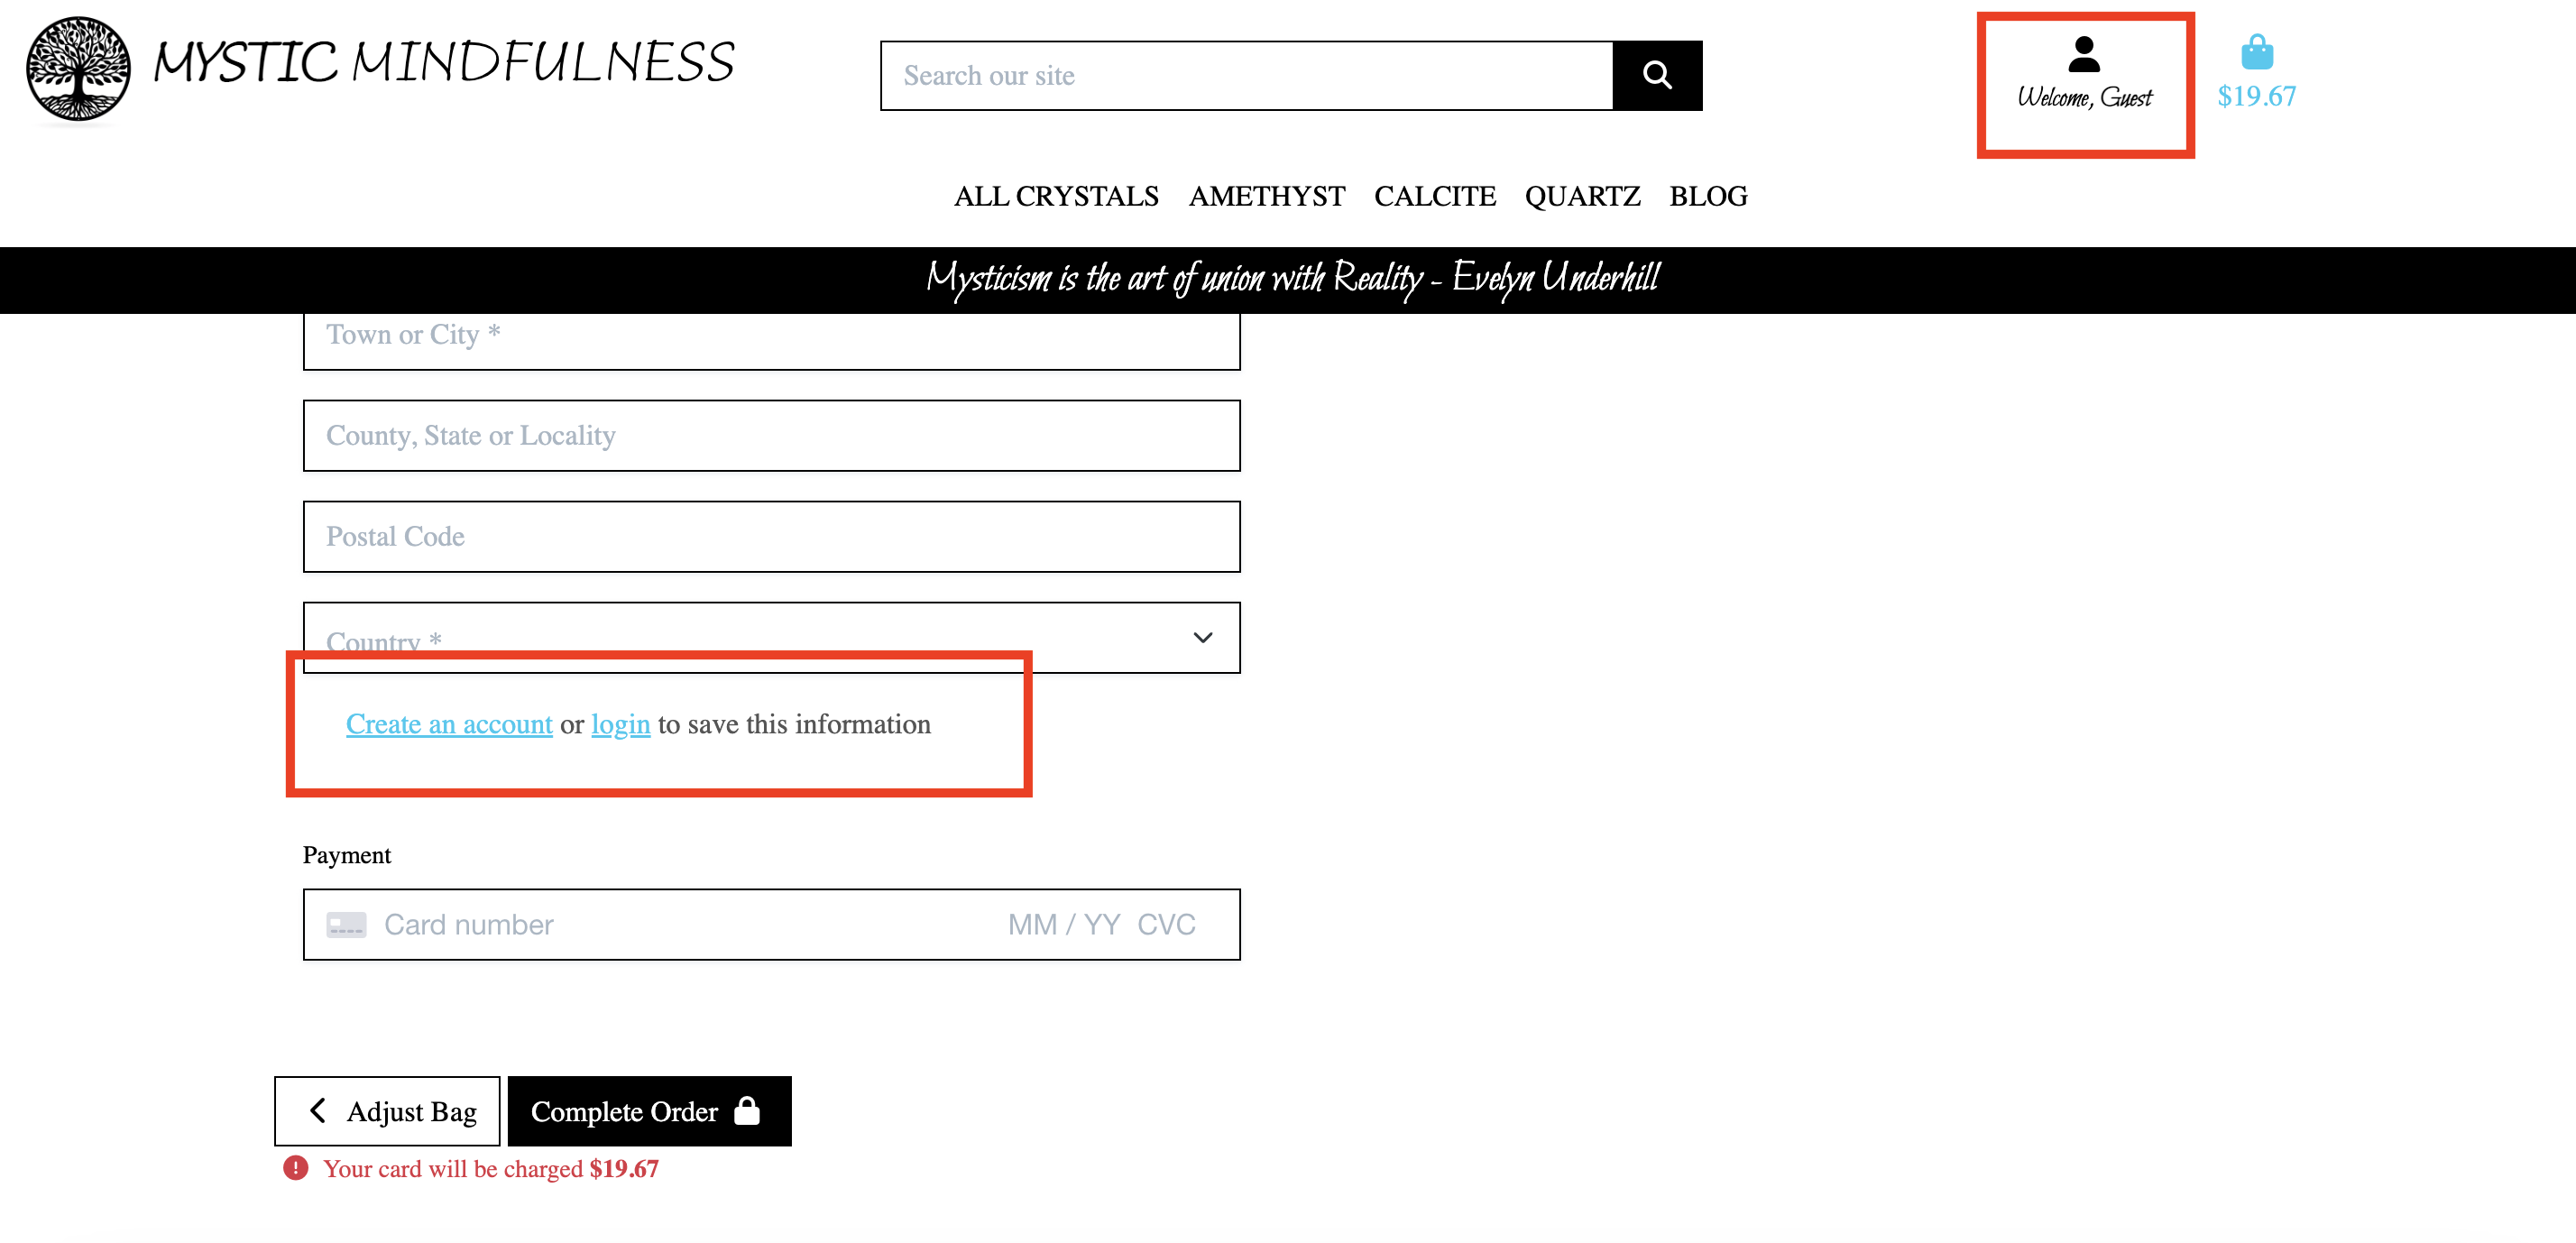 MYSTIC MINDFULNESS
Search our site
Welcome, Guest
$19.67
ALL CRYSTALS AMETHYST CALCITE QUARTZ BLOG
Mysticism is the art of union with Reality - Evelyn Underhill
Town or City *
County, State or Locality
Postal Code
Country *
Create an account or login to save this information
Payment
Card number MM / YY CVC
Adjust Bag Complete Order
Your card will be charged $19.67